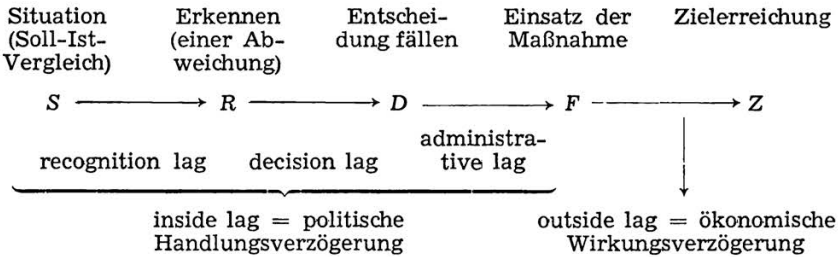 Situation Erkennen Entschei- Einsatz der Zielerreichung
(Soll-Ist- (einer Ab- dung fällen Maßnahme
Vergleich) weichung)
S R D F Z
administra-
recognition lag decision lag tive lag
inside lag = politische outside lag = ökonomische
Handlungsverzögerung Wirkungsverzögerung